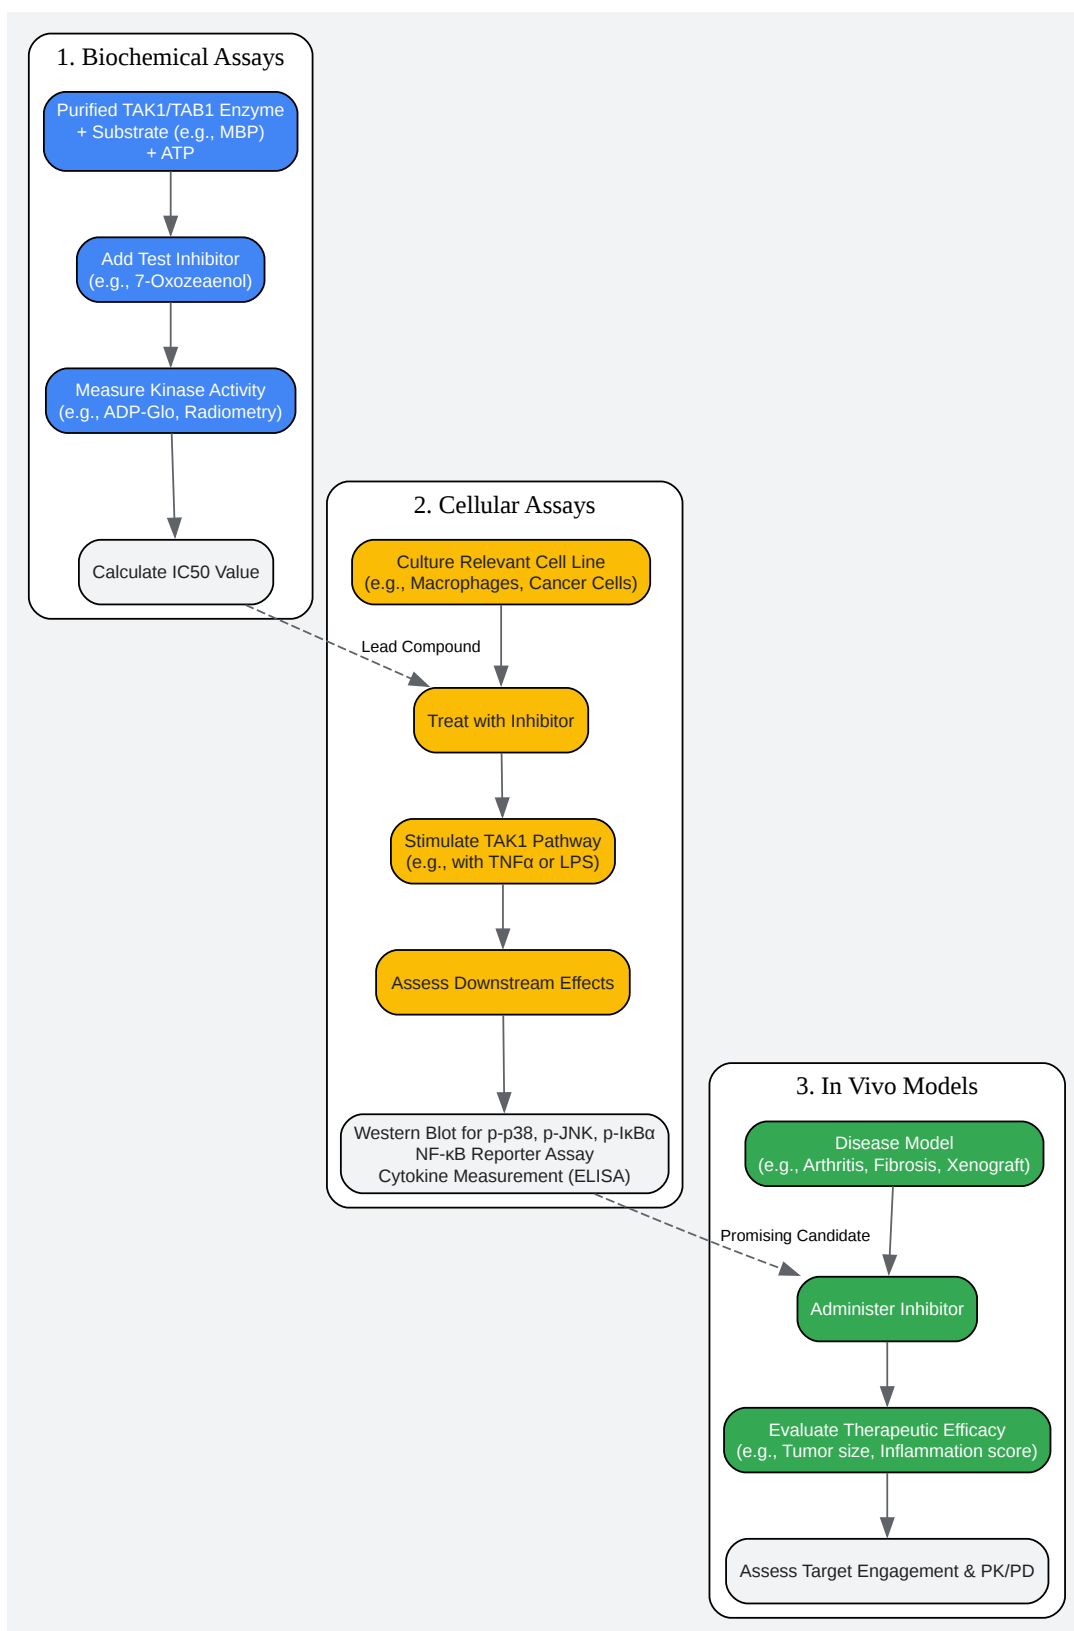 1. Biochemical Assays
Purified TAK1/TAB1 Enzyme
+ Substrate (e.g., MBP)
+ ATP
Add Test Inhibitor
(e.g., 7-Oxozeaenol)
Measure Kinase Activity
(e.g., ADP-Glo, Radiometry)
Calculate IC50 Value
Lead Compound
2. Cellular Assays
Culture Relevant Cell Line
(e.g., Macrophages, Cancer Cells)
Treat with Inhibitor
Stimulate TAK1 Pathway
(e.g., with TNFα or LPS)
Assess Downstream Effects
Western Blot for p-p38, p-JNK, p-IκBα
NF-κB Reporter Assay
Cytokine Measurement (ELISA)
Promising Candidate
3. In Vivo Models
Disease Model
(e.g., Arthritis, Fibrosis, Xenograft)
Administer Inhibitor
Evaluate Therapeutic Efficacy
(e.g., Tumor size, Inflammation score)
Assess Target Engagement & PK/PD